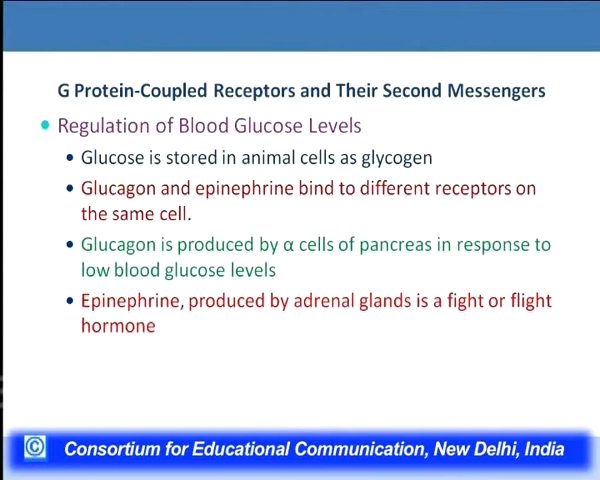 G Protein-Coupled Receptors and Their Second Messengers
Regulation of Blood Glucose Levels
Glucose is stored in animal cells as glycogen
Glucagon and epinephrine bind to different receptors on
the same cell.
Glucagon is produced by α cells of pancreas in response to
low blood glucose levels
Epinephrine, produced by adrenal glands is a fight or flight
hormone
© Consortium for Educational Communication, New Delhi, India